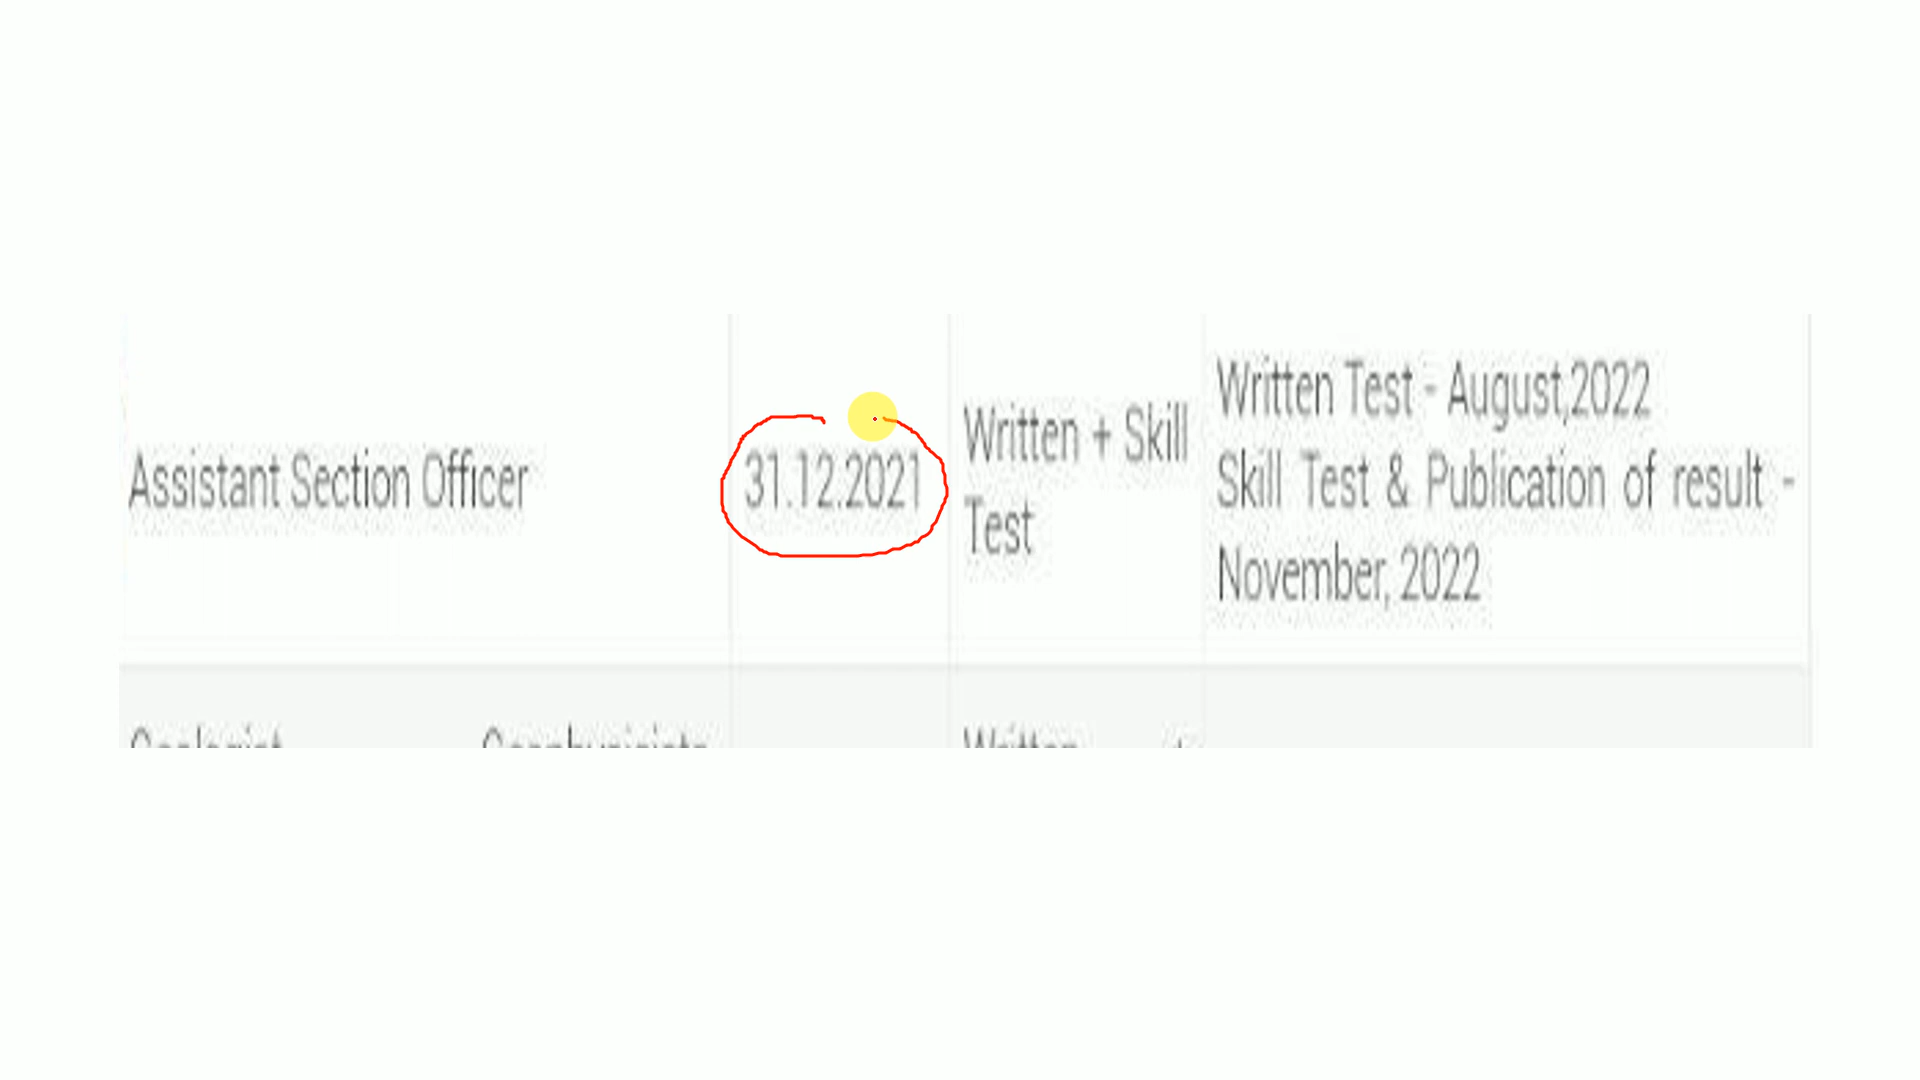 Assistant Section Officer
31.12.2021
Written + Skill
Test
Written Test - August,2022
Skill Test & Publication of result -
November, 2022